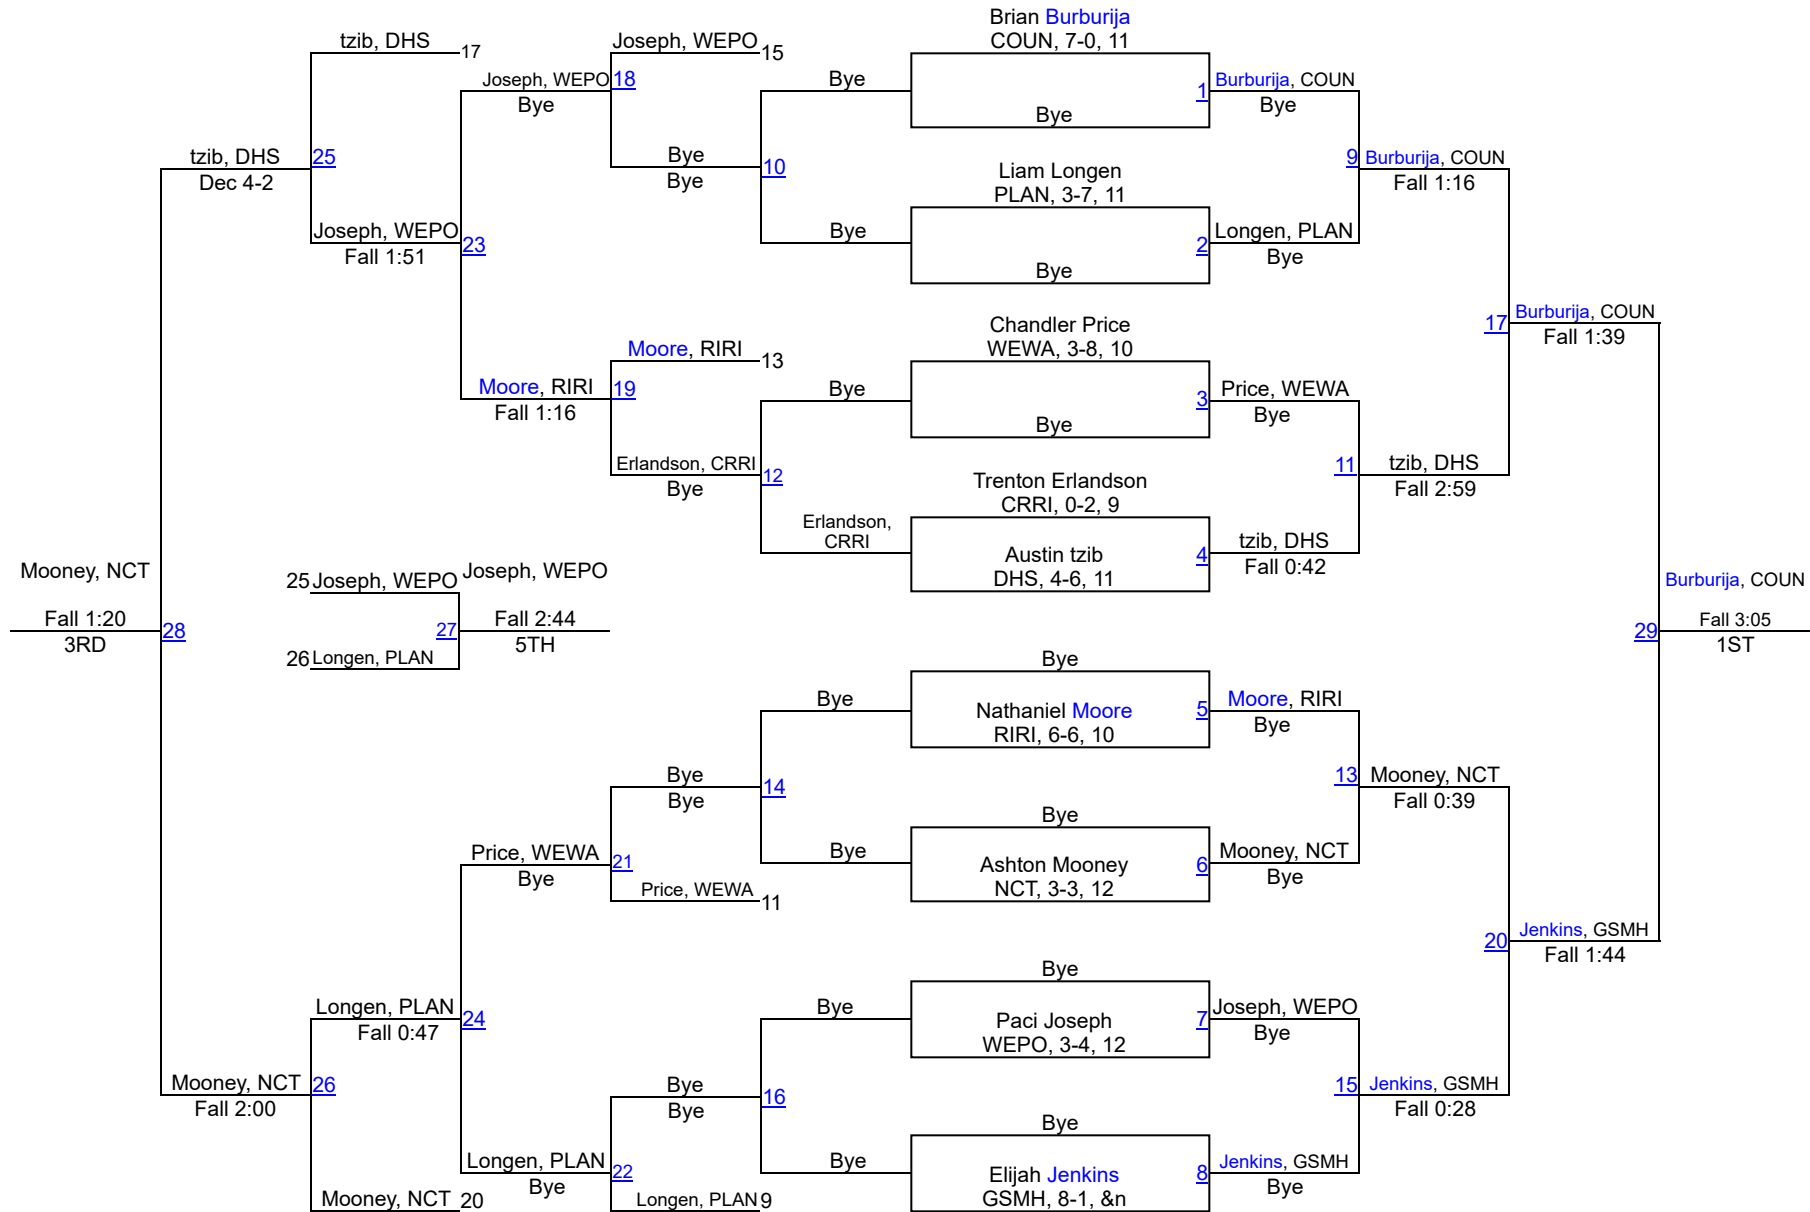 Brian Burburija
COUN, 7-0, 11
Bye
1
Liam Longen
PLAN, 3-7, 11
Bye
2
Chandler Price
WEWA, 3-8, 10
Bye
3
Trenton Erlandson
CRRI, 0-2, 9
Austin tzib
DHS, 4-6, 11
4
Bye
Nathaniel Moore
RIRI, 6-6, 10
5
Bye
Ashton Mooney
NCT, 3-3, 12
6
Bye
Paci Joseph
WEPO, 3-4, 12
7
Bye
Elijah Jenkins
GSMH, 8-1, &n
8
Burburija, COUN
Bye
Longen, PLAN
Bye
Price, WEWA
Bye
tzib, DHS
Fall 0:42
Moore, RIRI
Bye
Mooney, NCT
Bye
Joseph, WEPO
Bye
Jenkins, GSMH
Bye
9
Burburija, COUN
Fall 1:16
11
tzib, DHS
Fall 2:59
13
Mooney, NCT
Fall 0:39
15
Jenkins, GSMH
Fall 0:28
17
Burburija, COUN
Fall 1:39
20
Jenkins, GSMH
Fall 1:44
29
Burburija, COUN
Fall 3:05
1ST
Bye
Bye
10
Bye
Erlandson,
CRRI
12
Bye
Bye
14
Bye
Bye
16
Joseph, WEPO
15
Bye
Bye
18
Moore, RIRI
13
Erlandson, CRRI
Bye
19
Bye
Bye
Price, WEWA
11
21
Bye
Bye
Longen, PLAN
9
22
Joseph, WEPO
Bye
Moore, RIRI
Fall 1:16
23
Price, WEWA
Bye
Longen, PLAN
Bye
24
tzib, DHS
17
Joseph, WEPO
Fall 1:51
25
Longen, PLAN
Fall 0:47
Mooney, NCT
20
26
25
Joseph, WEPO
26
Longen, PLAN
27
Joseph, WEPO
Fall 2:44
5TH
tzib, DHS
Dec 4-2
Mooney, NCT
Fall 2:00
28
Mooney, NCT
Fall 1:20
3RD